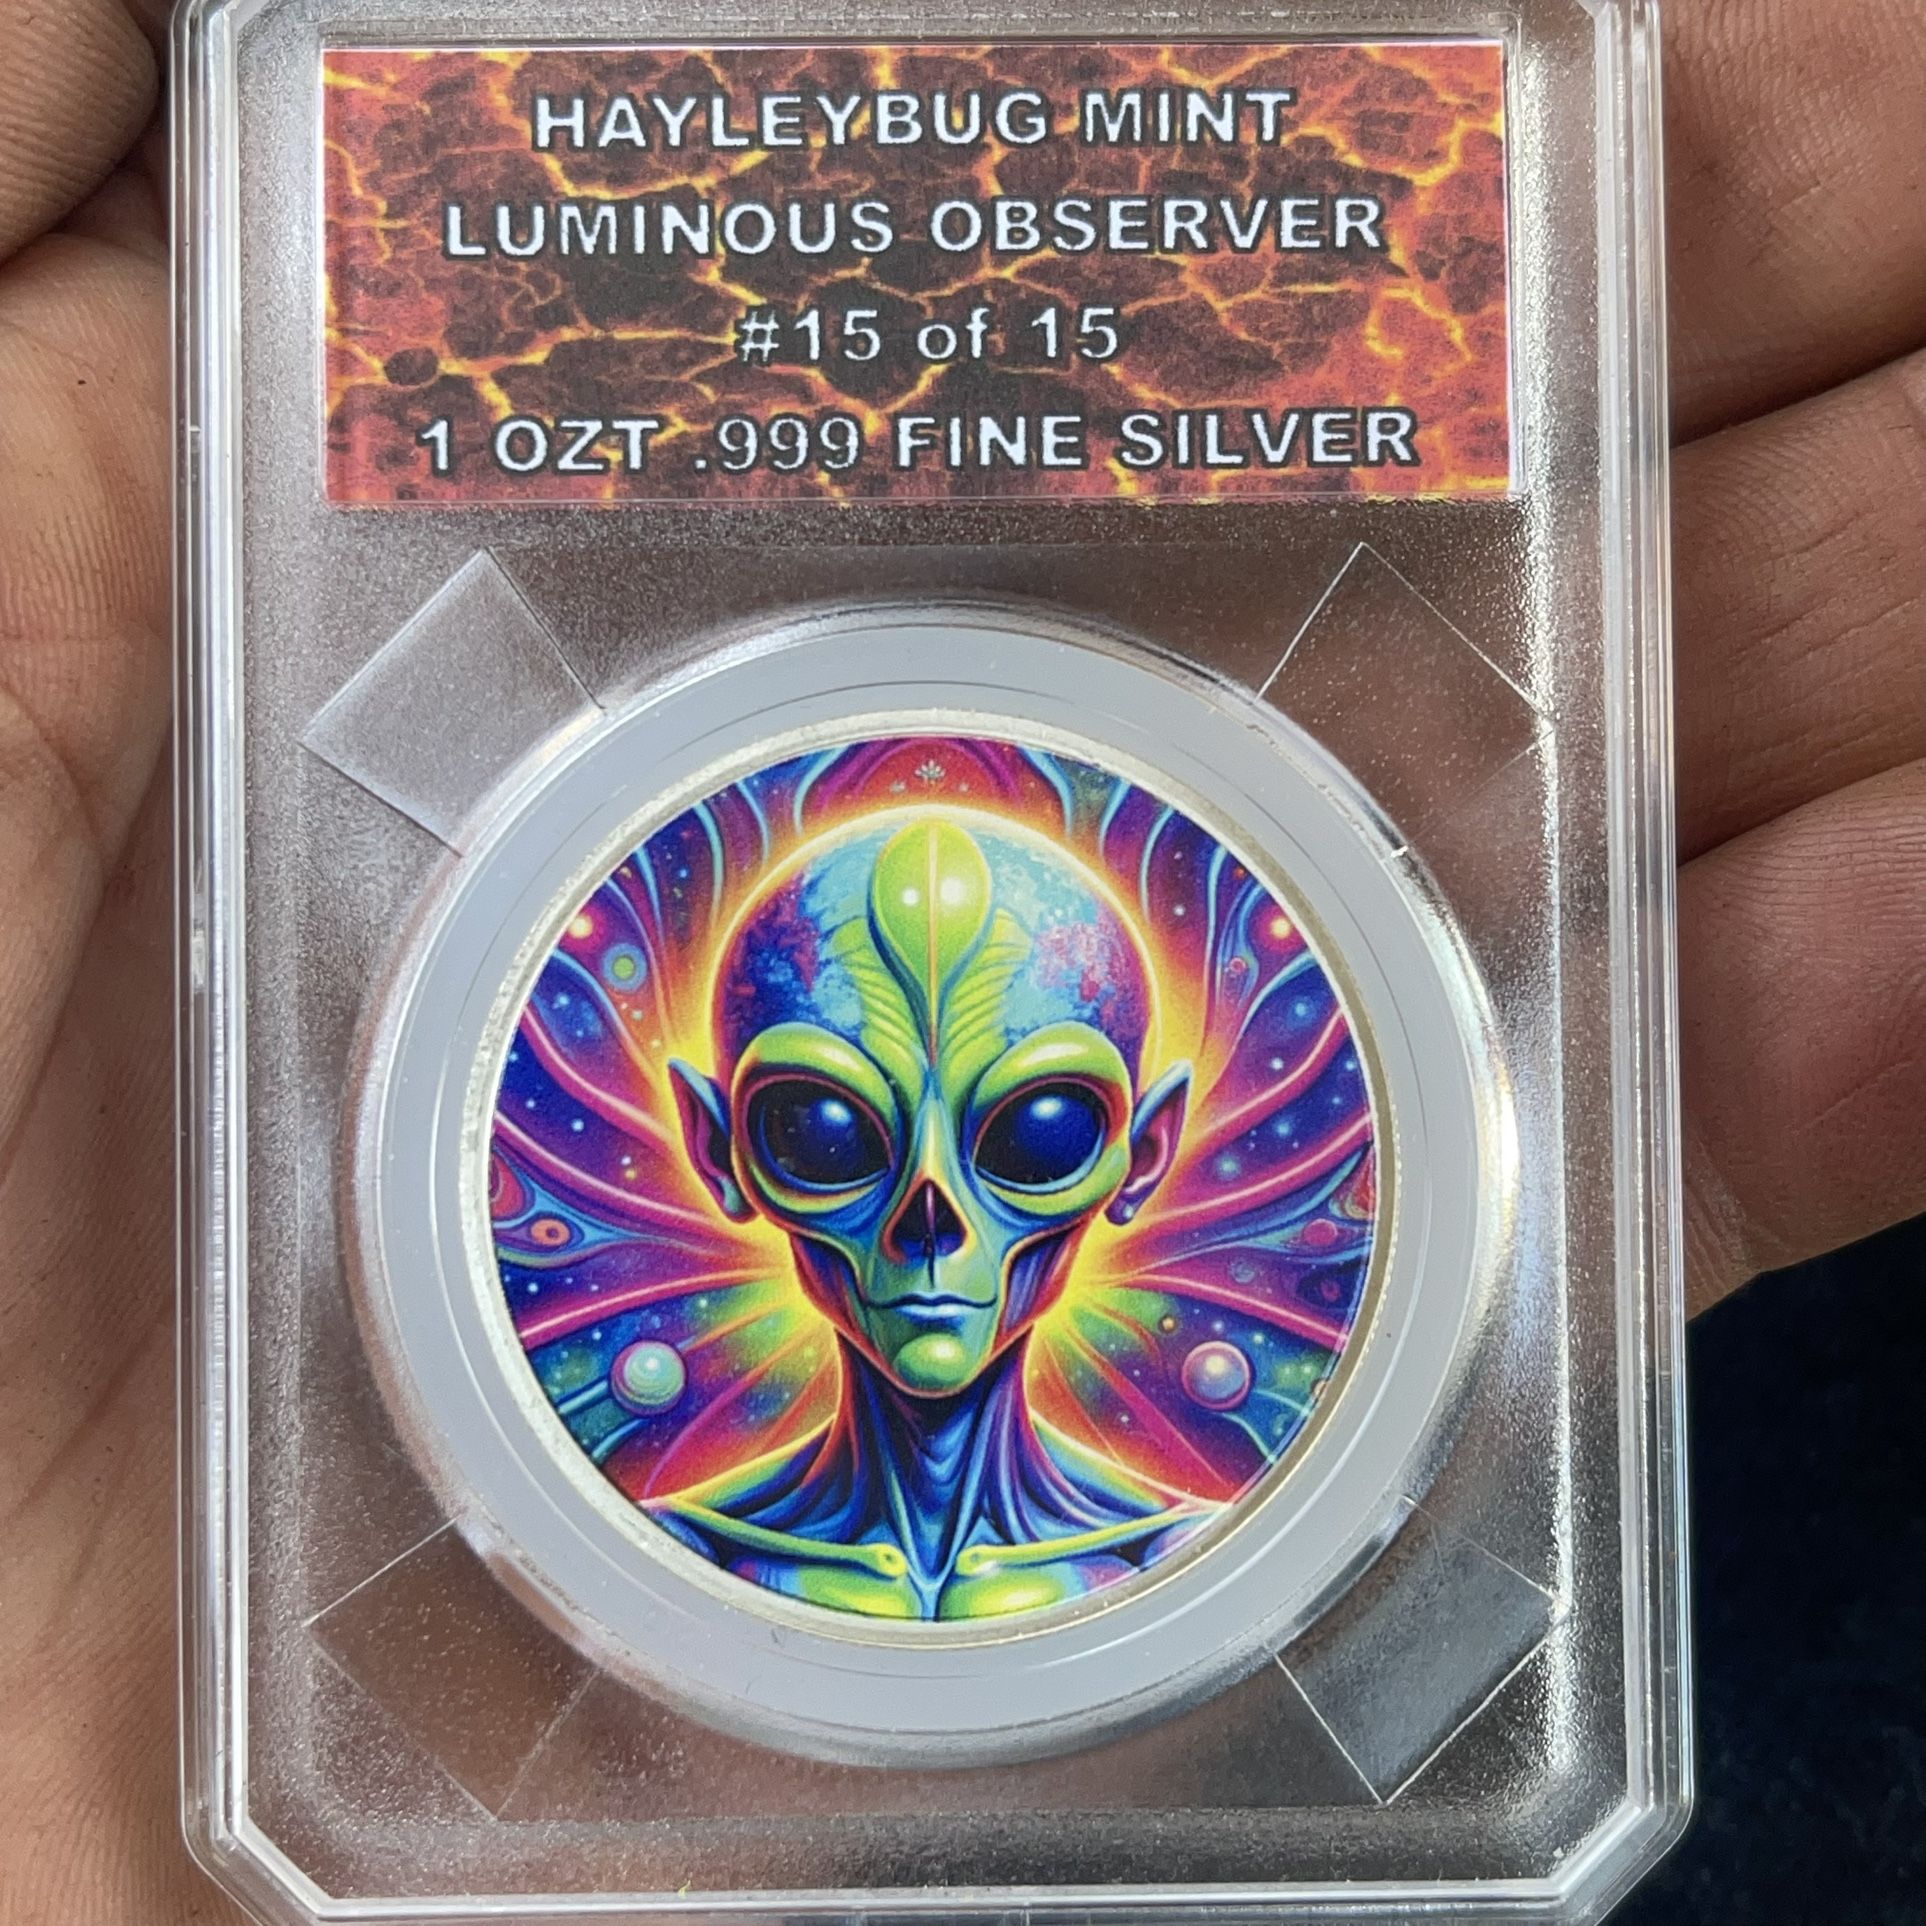 HAYLEYBUG MINT
LUMINOUS OBSERVER
#15 of 15
1 OZT .999 FINE SILVER